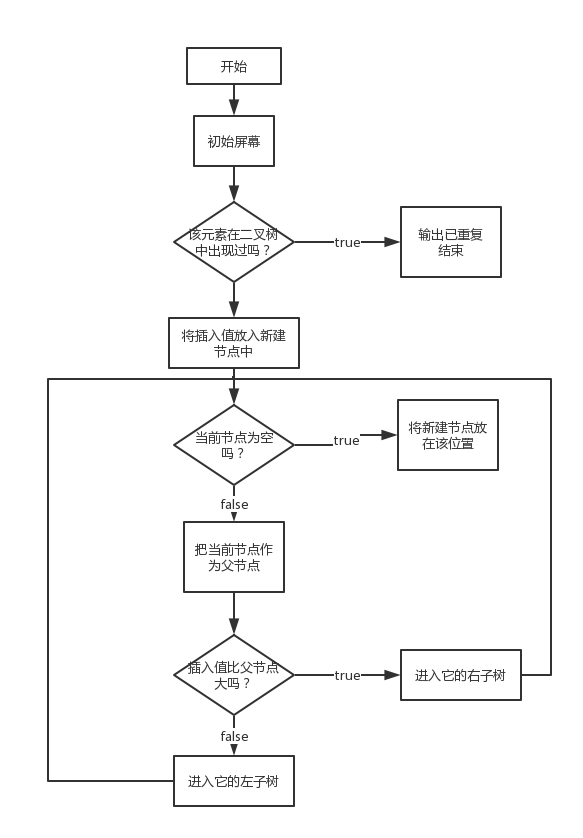 开始
初始屏幕
该元素在二叉树
中出现过吗？
true
输出已重复
结束
将插入值放入新建
节点中
当前节点为空
吗？
true
将新建节点放
在该位置
false
把当前节点作
为父节点
插入值比父节点
大吗？
true
进入它的右子树
false
进入它的左子树